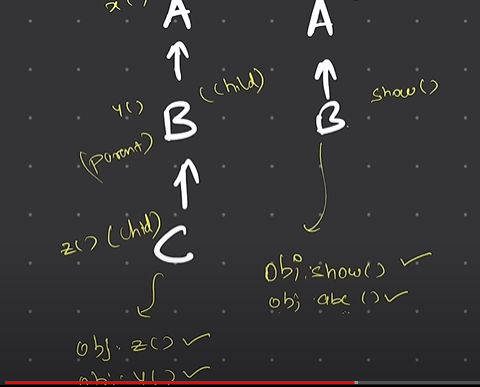 x()
A
A
y()
B
(child)
B
show()
(parent)
z()
(child)
C
obj.show() ✓
obj.abc() ✓
obj.z() ✓
obj.y() ✓